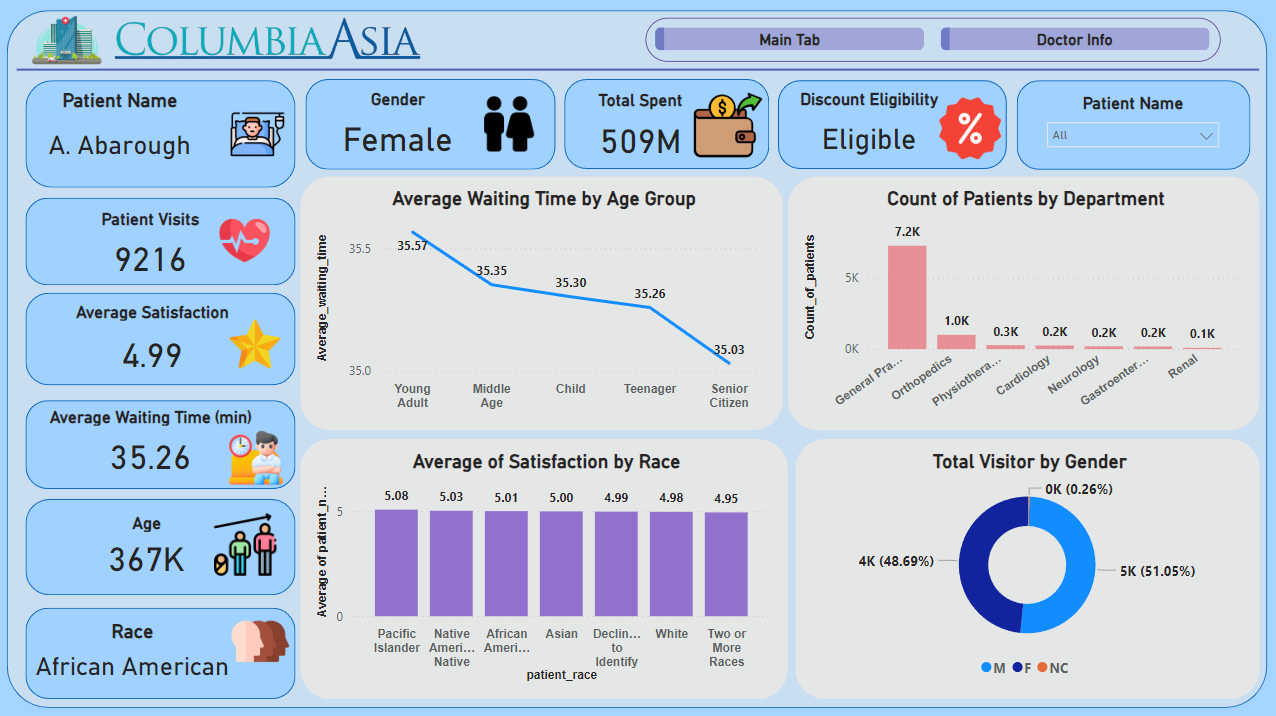 COLUMBIA ASIA
Main Tab
Doctor Info
Patient Name
A. Abarough
Gender
Female
Total Spent
509M
Discount Eligibility
Eligible
Patient Name
All
Patient Visits
9216
Average Satisfaction
4.99
Average Waiting Time (min)
35.26
Age
367K
Race
African American
Average Waiting Time by Age Group
Average_waiting_time
35.5
35.0
35.57
35.35
35.30
35.26
35.03
Young
Adult
Middle
Age
Child
Teenager
Senior
Citizen
Count of Patients by Department
Count_of_patients
5K
0K
7.2K
1.0K
0.3K
0.2K
0.2K
0.2K
0.1K
General Pra...
Orthopedics
Physiothera...
Cardiology
Neurology
Gastroenter...
Renal
Average of Satisfaction by Race
Average of patient_n...
5
0
5.08
5.03
5.01
5.00
4.99
4.98
4.95
Pacific
Islander
Native
Ameri...
Native
African
Ameri...
Asian
Declin...
to
Identify
White
Two or
More
Races
patient_race
Total Visitor by Gender
0K (0.26%)
4K (48.69%)
5K (51.05%)
M
F
NC